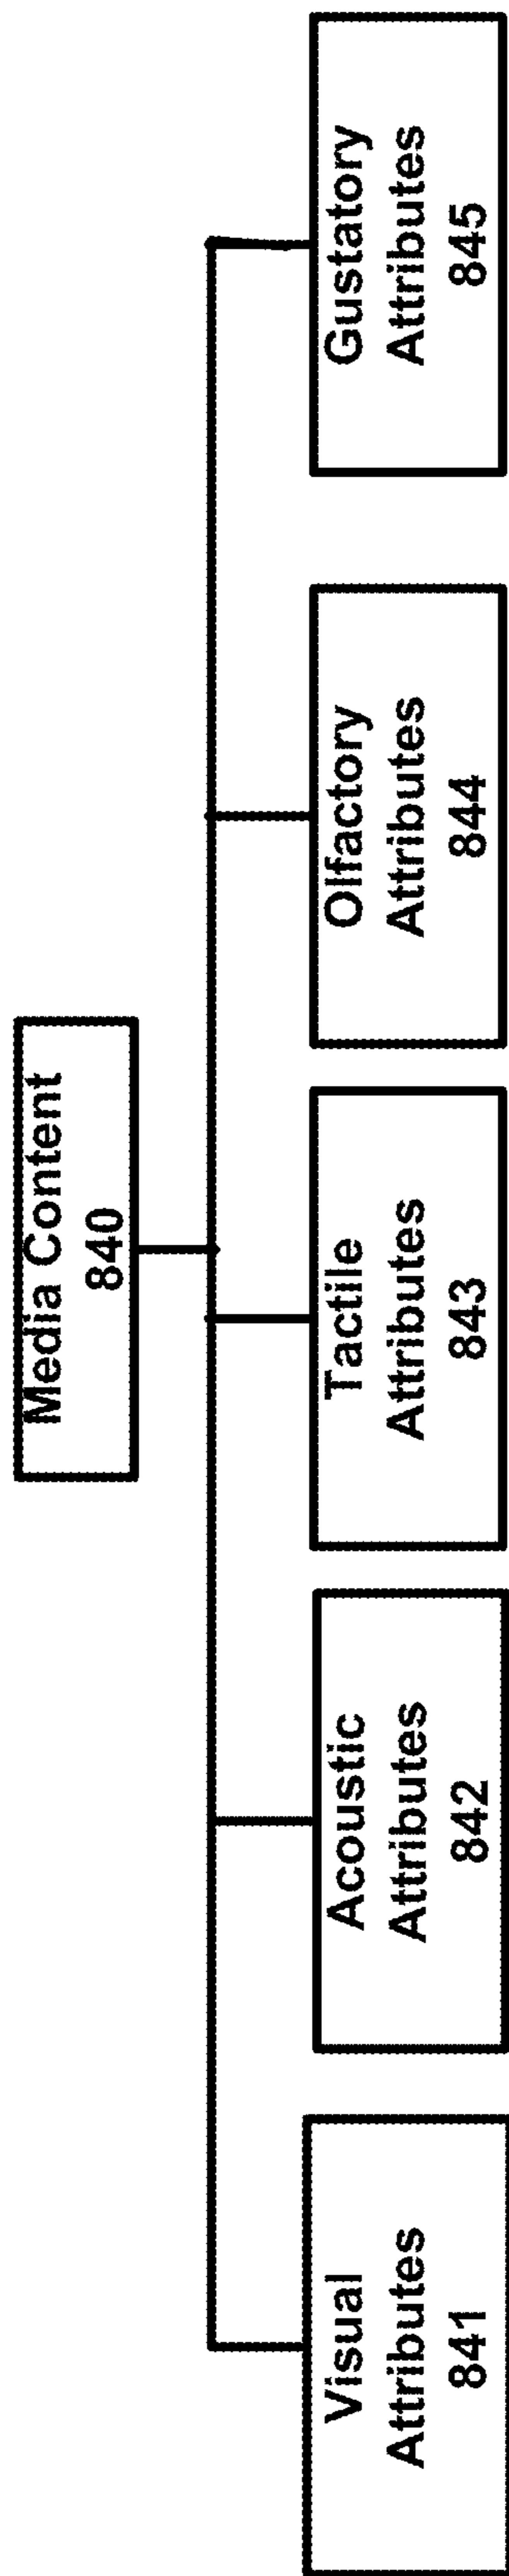 Media Content
840
Visual
Attributes
841
Acoustic
Attributes
842
Tactile
Attributes
843
Olfactory
Attributes
844
Gustatory
Attributes
845